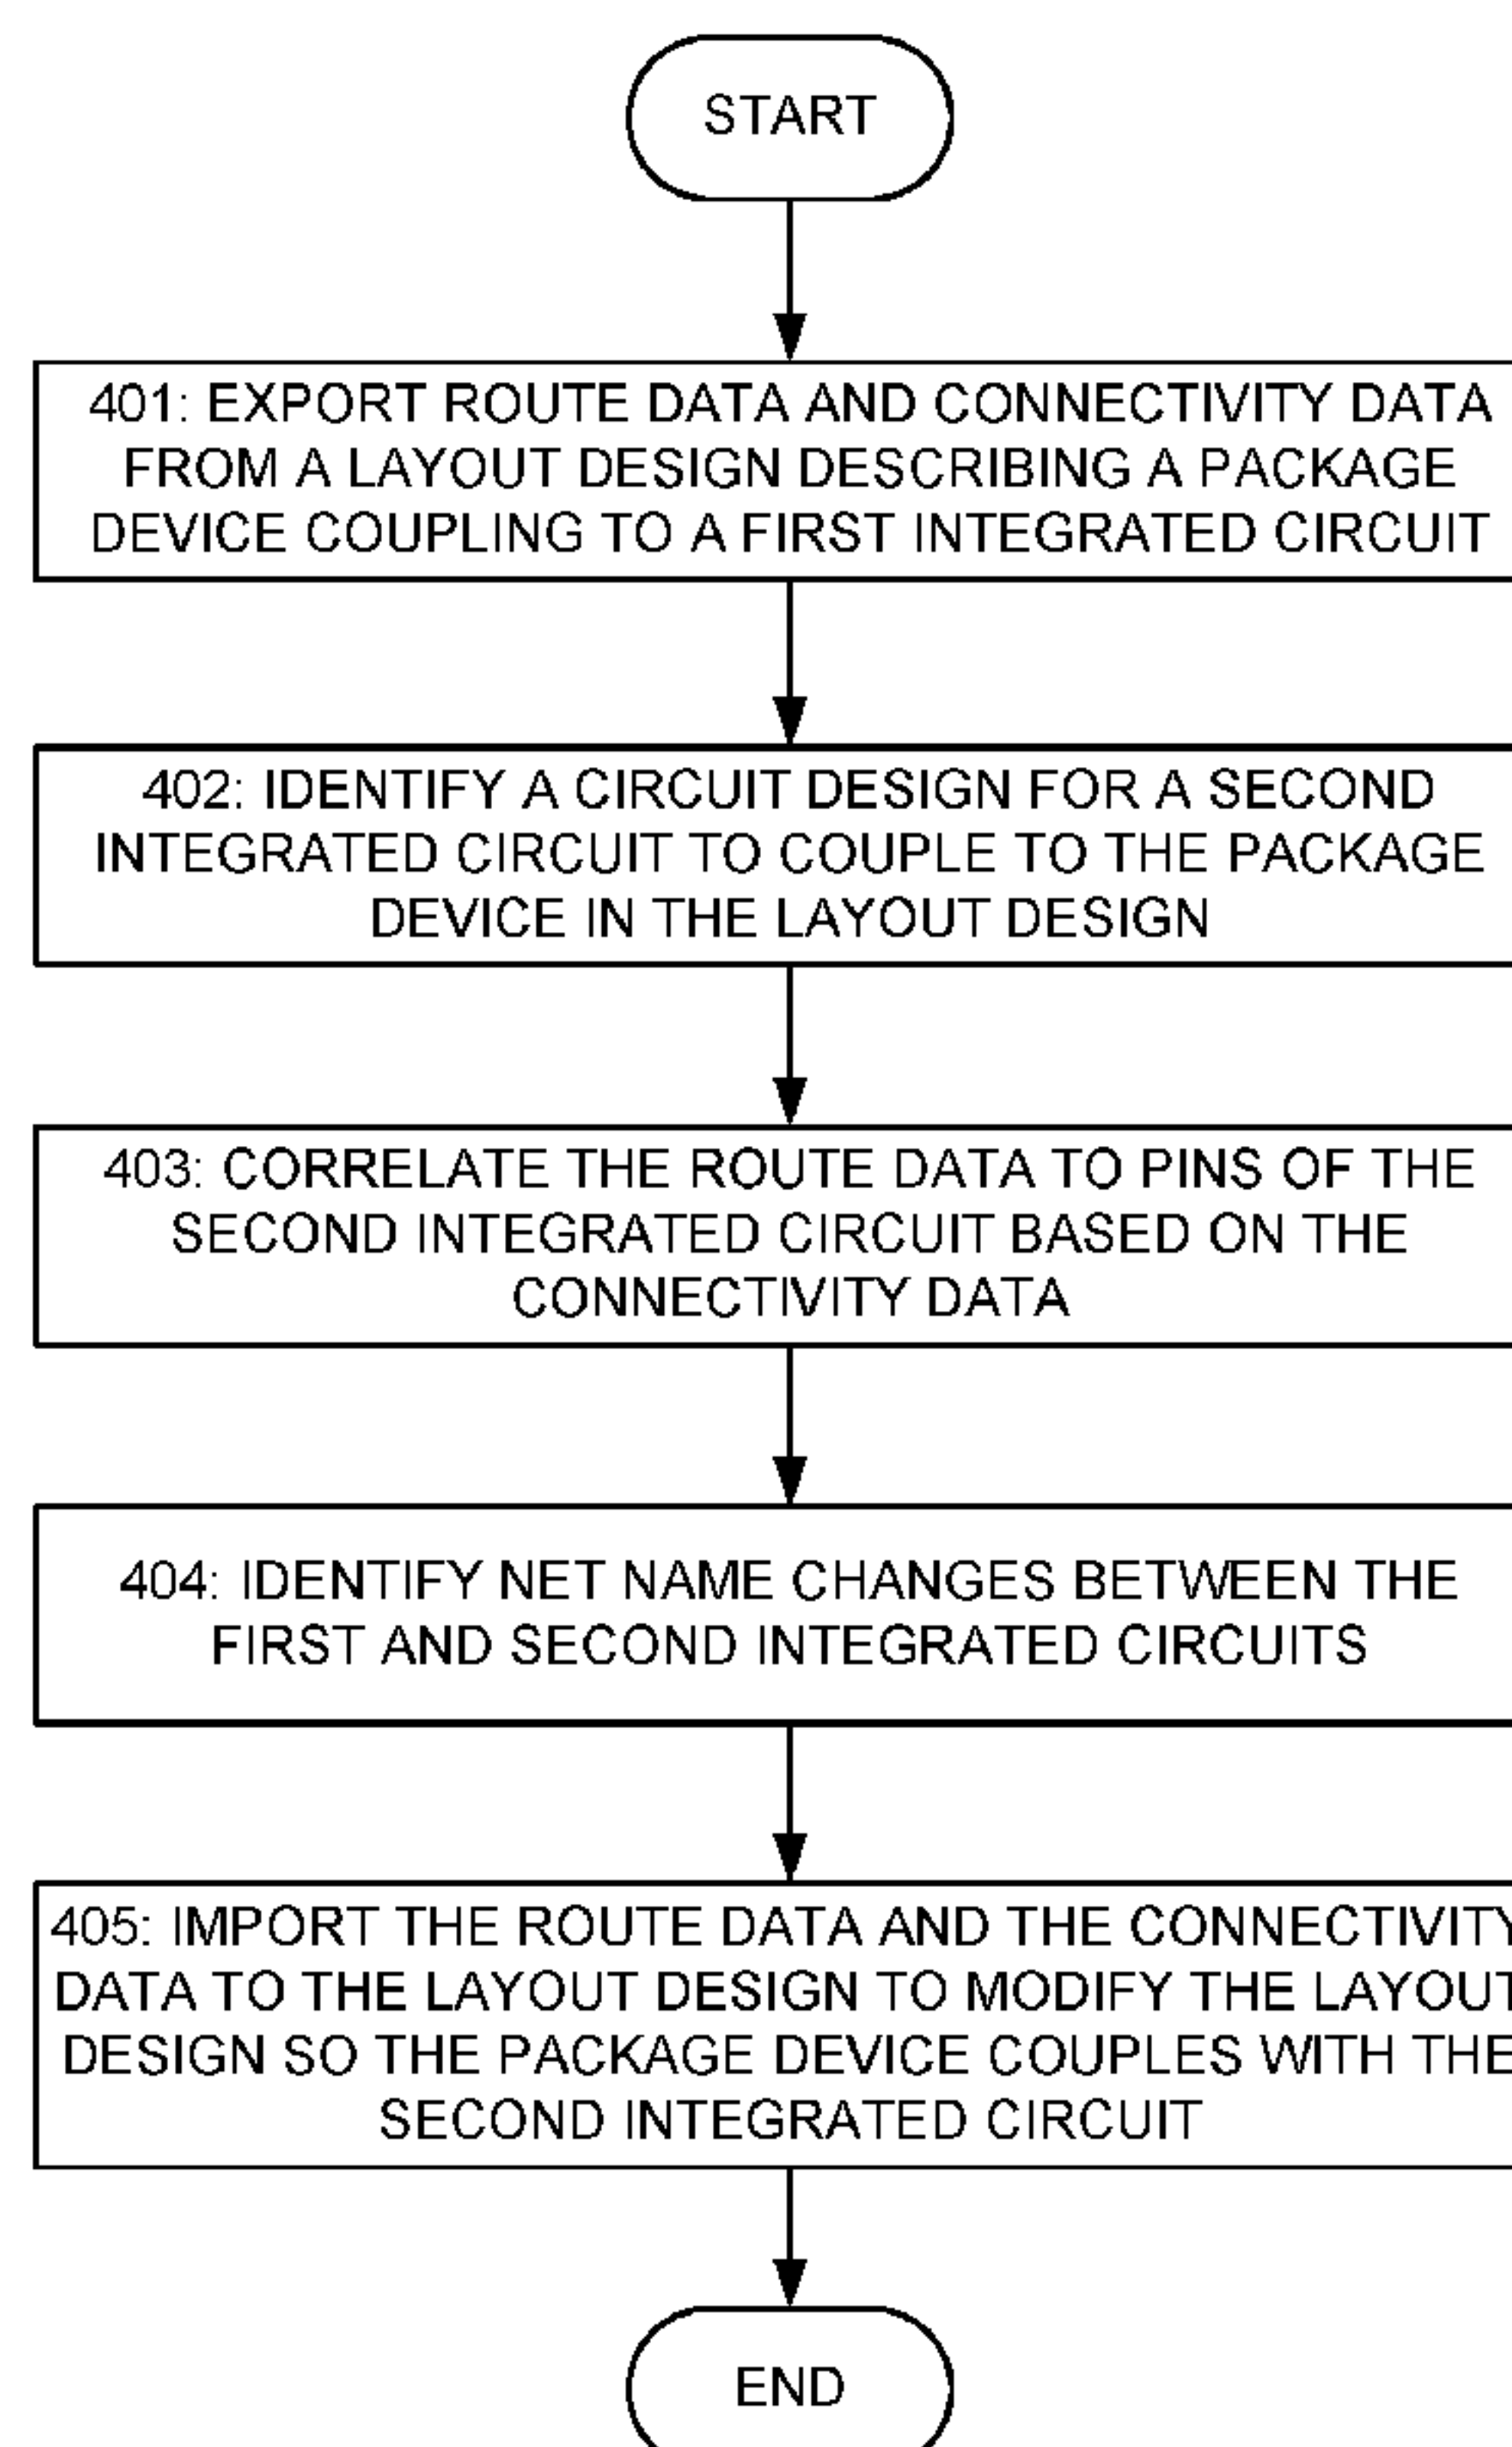 START
401: EXPORT ROUTE DATA AND CONNECTIVITY DATA
FROM A LAYOUT DESIGN DESCRIBING A PACKAGE
DEVICE COUPLING TO A FIRST INTEGRATED CIRCUIT
402: IDENTIFY A CIRCUIT DESIGN FOR A SECOND
INTEGRATED CIRCUIT TO COUPLE TO THE PACKAGE
DEVICE IN THE LAYOUT DESIGN
403: CORRELATE THE ROUTE DATA TO PINS OF THE
SECOND INTEGRATED CIRCUIT BASED ON THE
CONNECTIVITY DATA
404: IDENTIFY NET NAME CHANGES BETWEEN THE
FIRST AND SECOND INTEGRATED CIRCUITS
405: IMPORT THE ROUTE DATA AND THE CONNECTIVITY
DATA TO THE LAYOUT DESIGN TO MODIFY THE LAYOUT
DESIGN SO THE PACKAGE DEVICE COUPLES WITH THE
SECOND INTEGRATED CIRCUIT
END